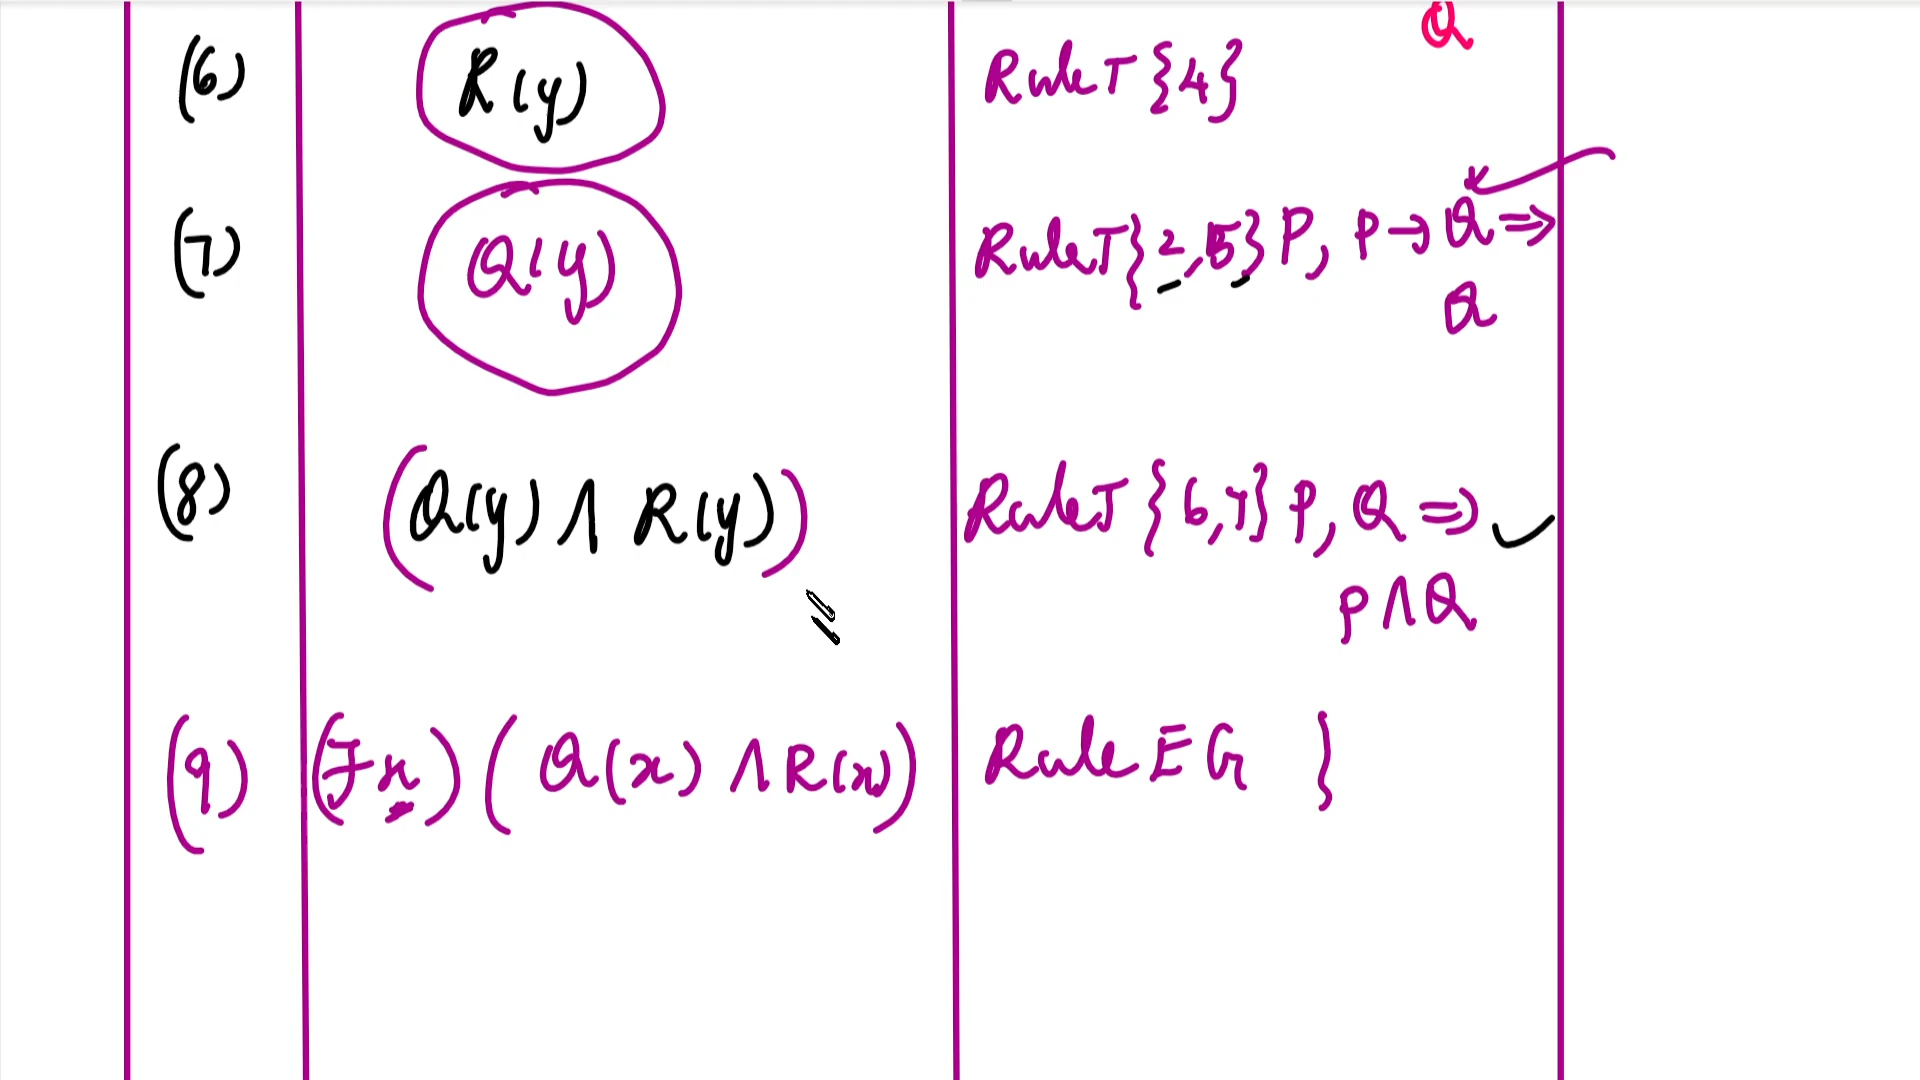 Q
(6) R(y) Rule T {4}
(7) Q(y) Rule T {2,5} P, P → Q ⇒
Q
(8) (Q(y) ∧ R(y)) Rule T {6,7} P, Q ⇒
P ∧ Q
(9) (∃x) (Q(x) ∧ R(x)) Rule EG }